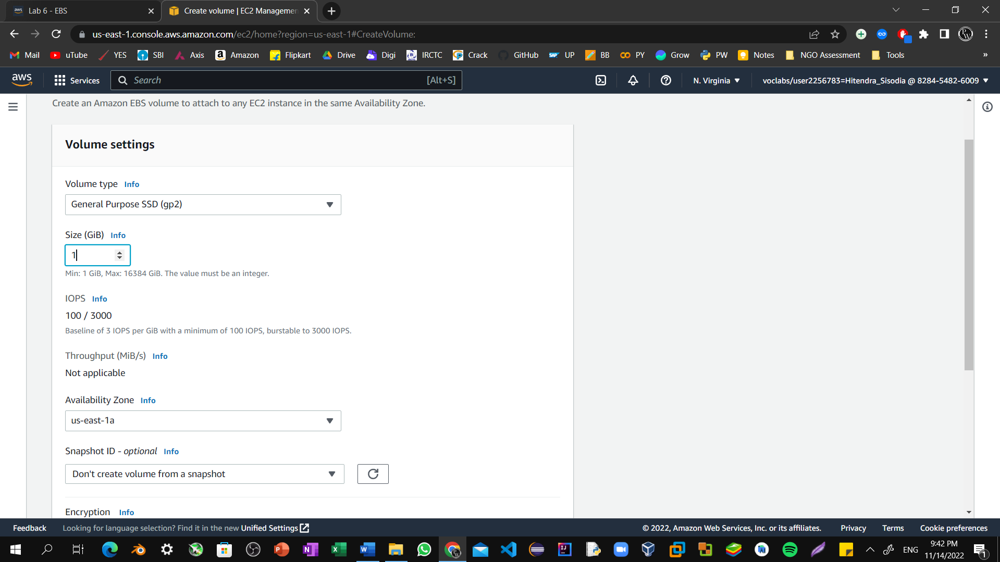 Lab 6 - EBS
Create volume | EC2 Managemen
us-east-1.console.aws.amazon.com/ec2/home?region=us-east-1#CreateVolume:
Mail uTube YES SBI Axis Amazon Flipkart Drive Digi IRCTC Crack GitHub UP BB PY Grow PW Notes NGO Assessment Tools »
aws Services Search [Alt+S] N. Virginia voclabs/user2256783=Hitendra_Sisodia @ 8284-5482-6009
Create an Amazon EBS volume to attach to any EC2 instance in the same Availability Zone.
Volume settings
Volume type Info
General Purpose SSD (gp2)
Size (GiB) Info
1
Min: 1 GiB, Max: 16384 GiB. The value must be an integer.
IOPS Info
100 / 3000
Baseline of 3 IOPS per GiB with a minimum of 100 IOPS, burstable to 3000 IOPS.
Throughput (MiB/s) Info
Not applicable
Availability Zone Info
us-east-1a
Snapshot ID - optional Info
Don't create volume from a snapshot
Encryption Info
Feedback Looking for language selection? Find it in the new Unified Settings © 2022, Amazon Web Services, Inc. or its affiliates. Privacy Terms Cookie preferences
ENG
9:42 PM
11/14/2022
1